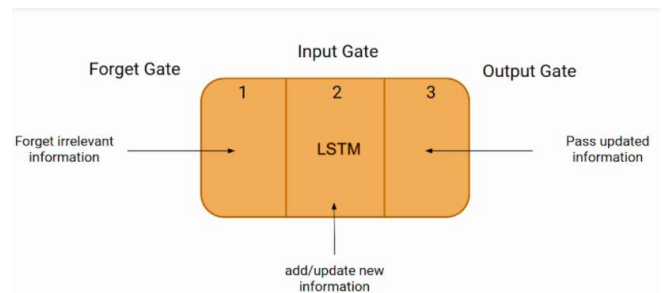 Input Gate
Forget Gate
Output Gate
1
2
3
Forget irrelevant
information
LSTM
Pass updated
information
add/update new
information